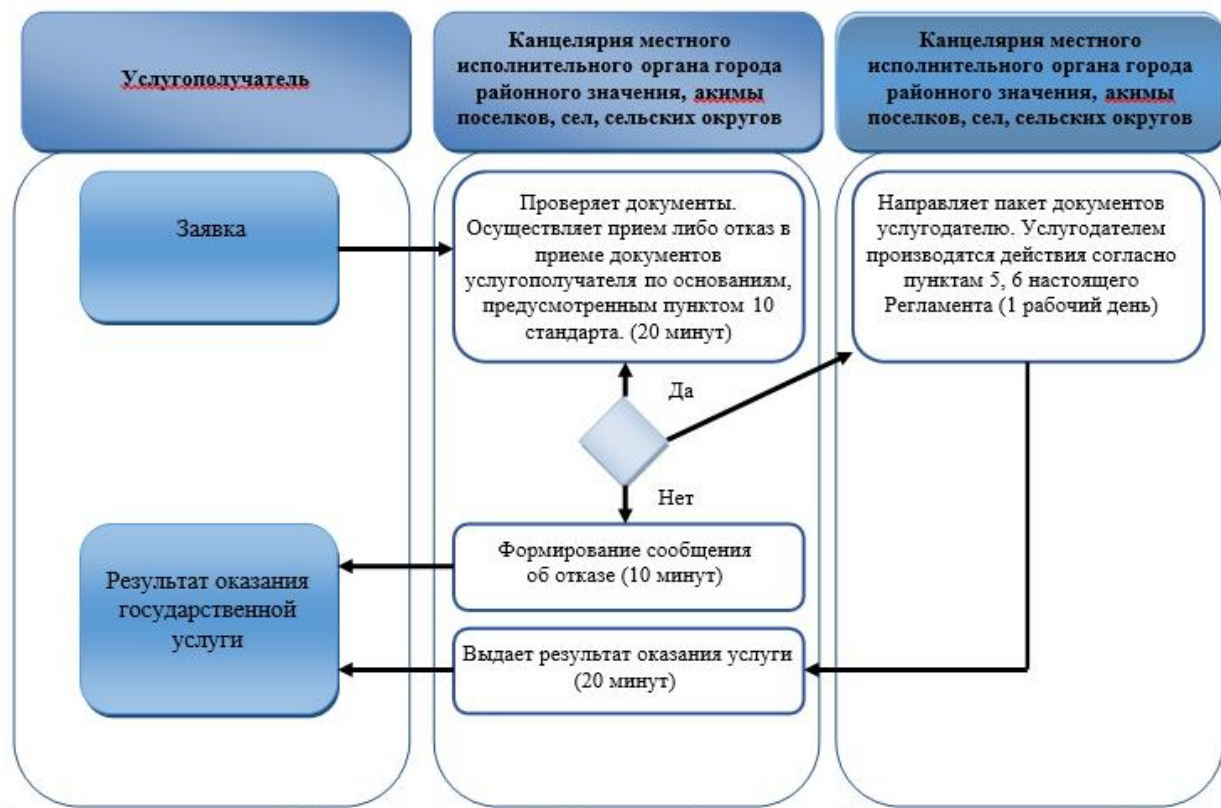 Услугополучатель
Канцелярия местного
исполнительного органа города
районного значения, акимы
поселков, сел, сельских округов
Канцелярия местного
исполнительного органа города
районного значения, акимы
поселков, сел, сельских округов
Заявка
Проверяет документы.
Осуществляет прием либо отказ в
приеме документов
услугополучателя по основаниям,
предусмотренным пунктом 10
стандарта. (20 минут)
Направляет пакет документов
услугодателю. Услугодателем
производятся действия согласно
пунктам 5, 6 настоящего
Регламента (1 рабочий день)
Да
Нет
Формирование сообщения
об отказе (10 минут)
Результат оказания
государственной
услуги
Выдает результат оказания услуги
(20 минут)